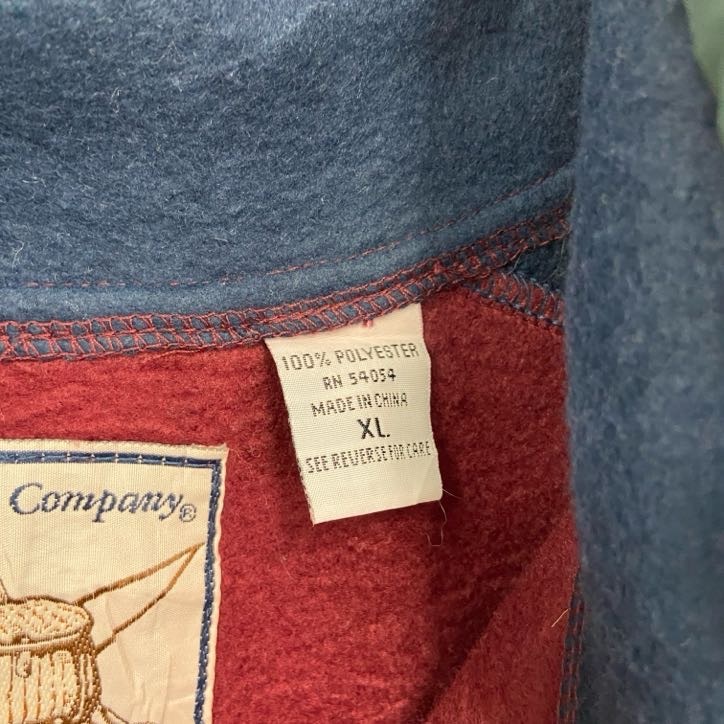 100% POLYESTER
RN 54054
MADE IN CHINA
XL
SEE REVERSE FOR CARE
Company®